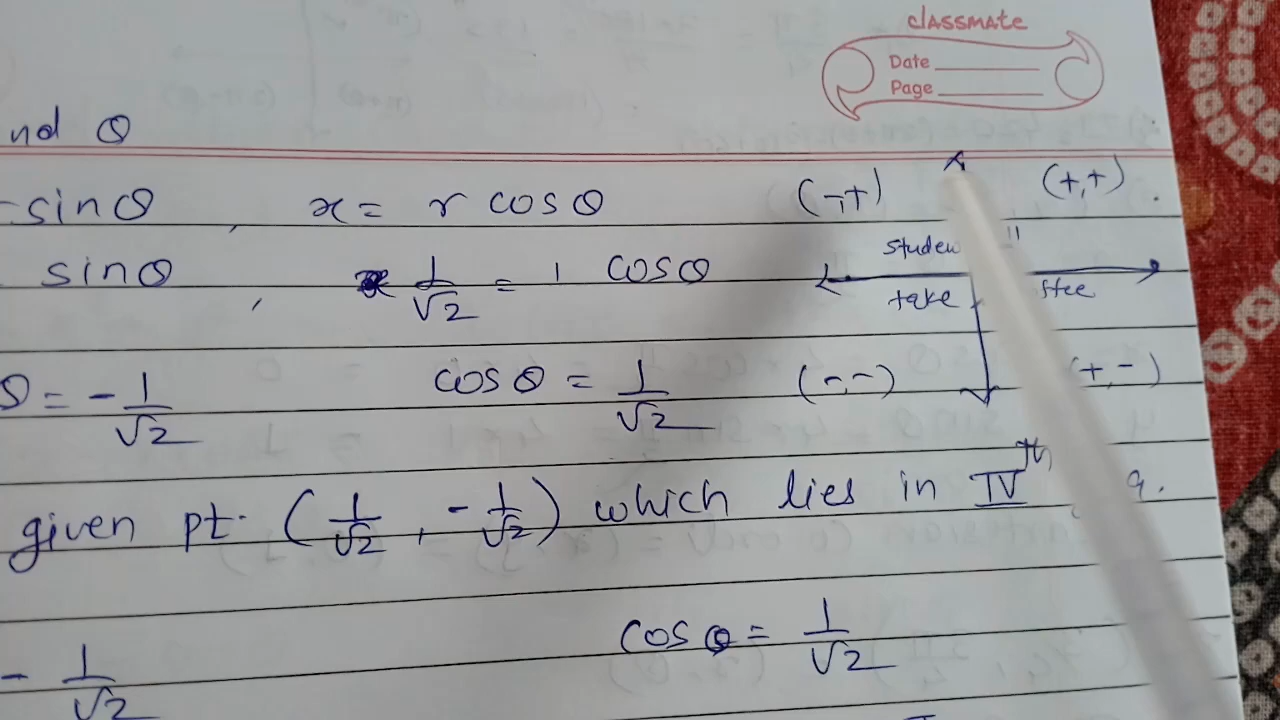 classmate
Date
Page
nd θ
sinθ , x = r cosθ (-,+) (+,+)
sinθ , 1/√2 = 1 cosθ
take
θ = -1/√2 cosθ = 1/√2 (-,-) (+,-)
given pt. (1/√2, -1/√2) which lies in IVth
- 1/√2 cosθ = 1/√2